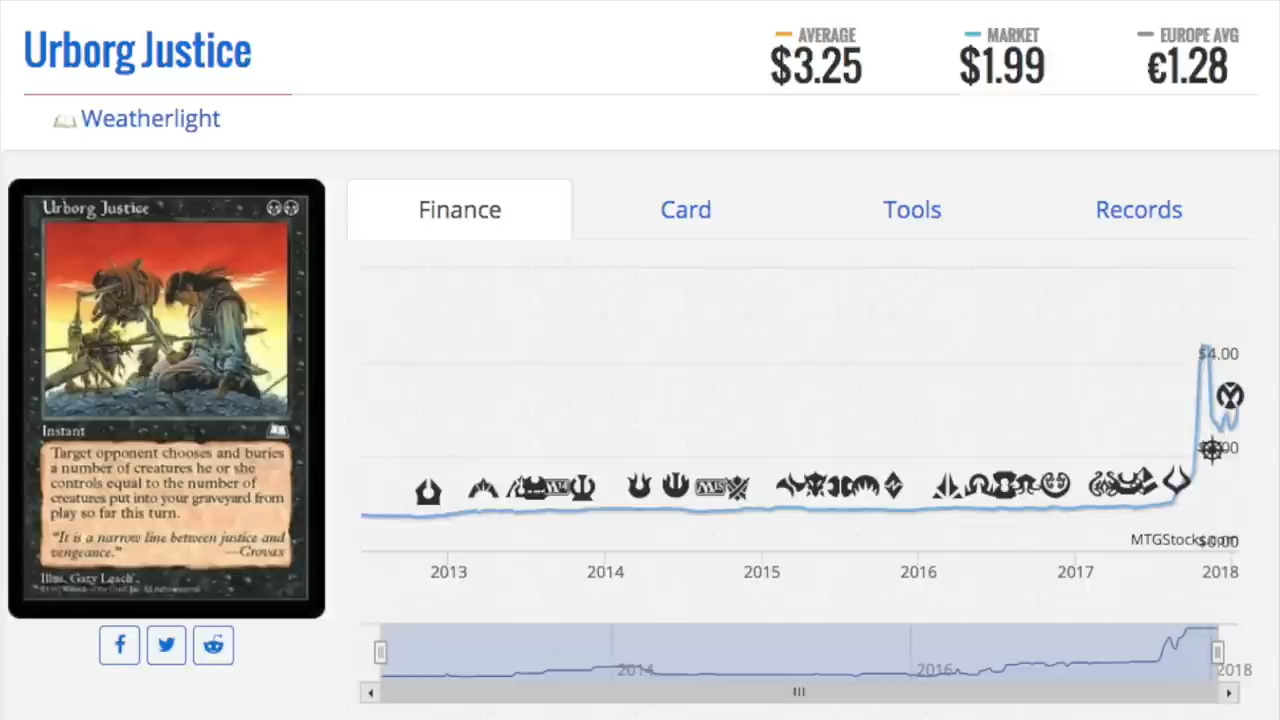 Urborg Justice
AVERAGE
$3.25
MARKET
$1.99
EUROPE AVG
€1.28
Weatherlight
Urborg Justice
Instant
Target opponent chooses and buries
a number of creatures he or she
controls equal to the number of
creatures put into your graveyard from
play so far this turn.
"It is a narrow line between justice and
vengeance." —Crovax
Illus. Gary Leach
Finance
Card
Tools
Records
$4.00
MTGStocks.com
$0.00
2013
2014
2015
2016
2017
2018
2014
2016
2018